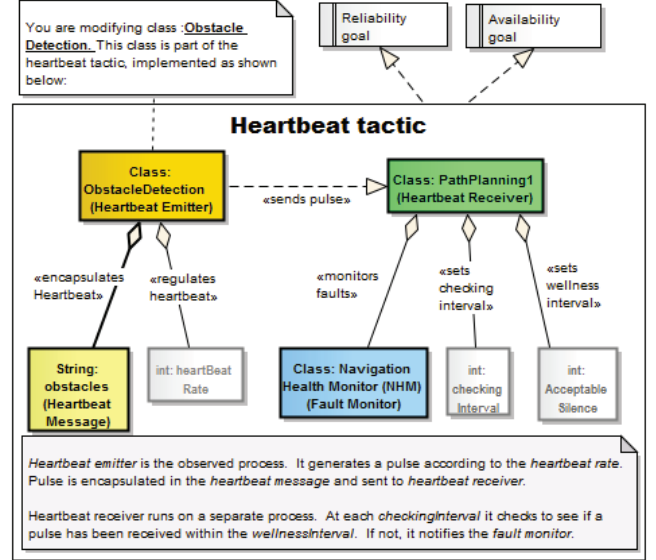 You are modifying class :Obstacle
Detection. This class is part of the
heartbeat tactic, implemented as shown
below:
Reliability
goal
Availability
goal
Heartbeat tactic
Class:
ObstacleDetection
(Heartbeat Emitter)
«sends pulse»
Class: PathPlanning1
(Heartbeat Receiver)
«encapsulates
Heartbeat»
«regulates
heartbeat»
«monitors
faults»
«sets
checking
interval»
«sets
wellness
interval»
String:
obstacles
(Heartbeat
Message)
int: heartBeat
Rate
Class: Navigation
Health Monitor (NHM)
(Fault Monitor)
int:
checking
Interval
int:
Acceptable
Silence
Heartbeat emitter is the observed process. It generates a pulse according to the heartbeat rate.
Pulse is encapsulated in the heartbeat message and sent to heartbeat receiver.
Heartbeat receiver runs on a separate process. At each checkingInterval it checks to see if a
pulse has been received within the wellnessInterval. If not, it notifies the fault monitor.